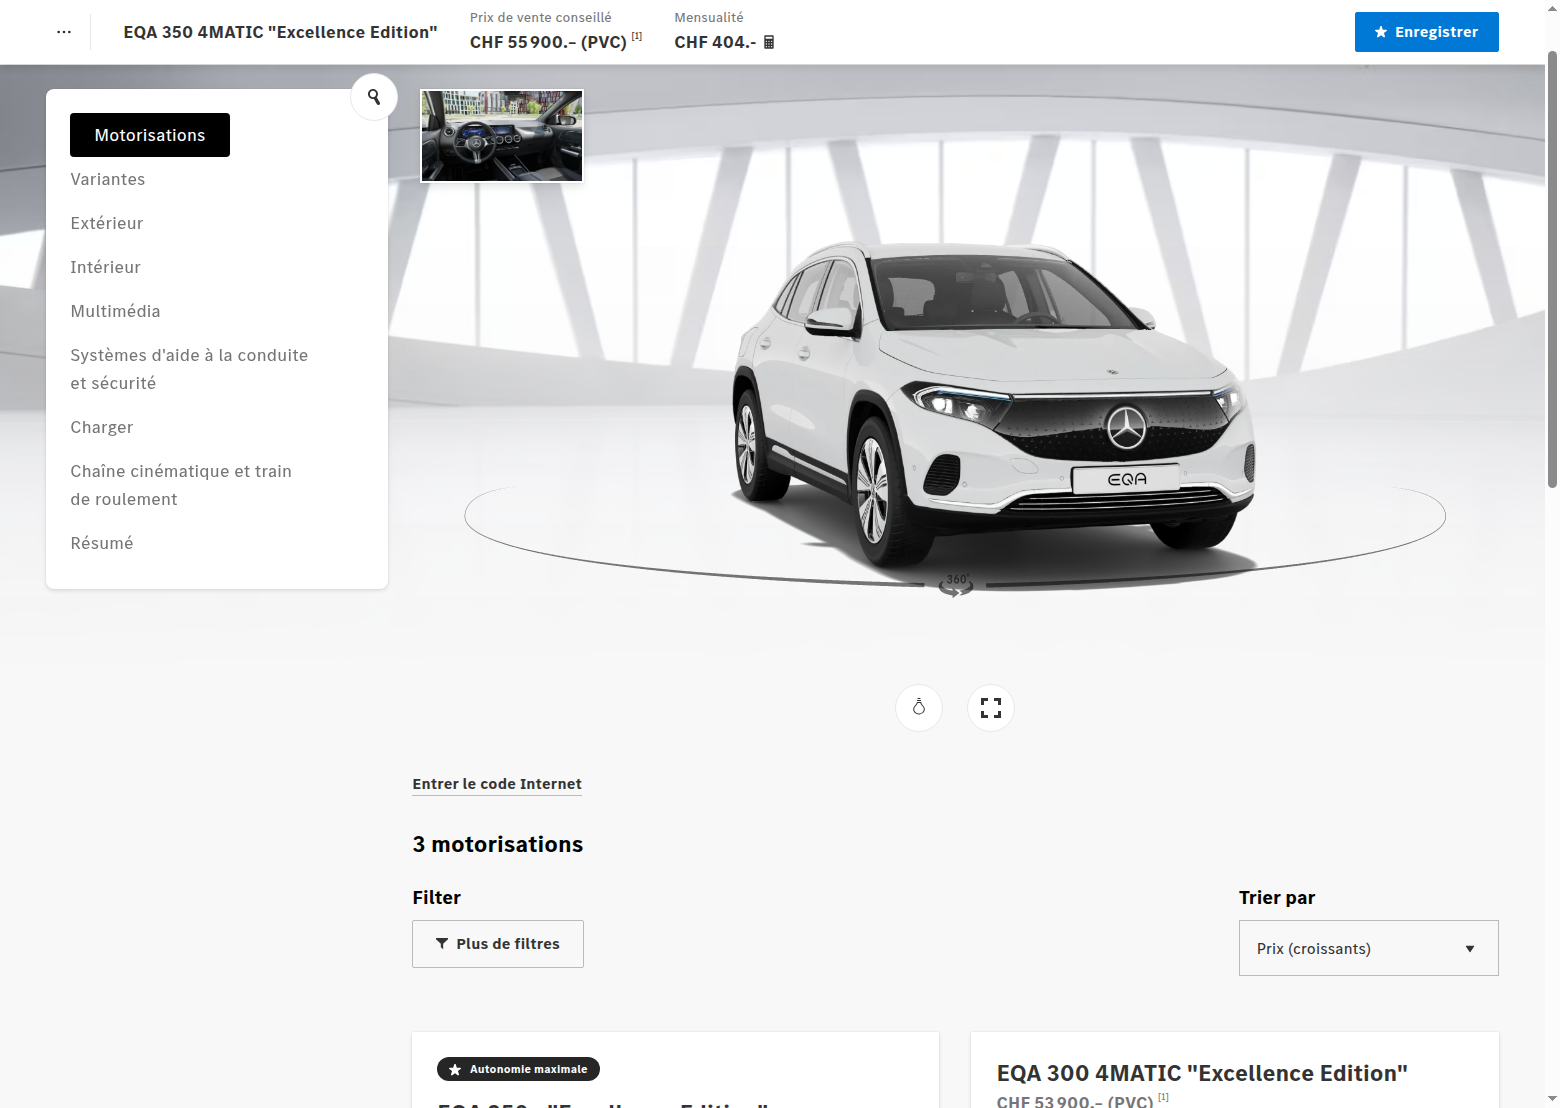 EQA 350 4MATIC "Excellence Edition"
Prix de vente conseillé
CHF 55 900.– (PVC) [1]
Mensualité
CHF 404.-
Enregistrer
Motorisations
Variantes
Extérieur
Intérieur
Multimédia
Systèmes d'aide à la conduite
et sécurité
Charger
Chaîne cinématique et train
de roulement
Résumé
EQA
360°
Entrer le code Internet
3 motorisations
Filter
Plus de filtres
Trier par
Prix (croissants)
Autonomie maximale
EQA 300 4MATIC "Excellence Edition"
CHF 53 900.– (PVC) [1]